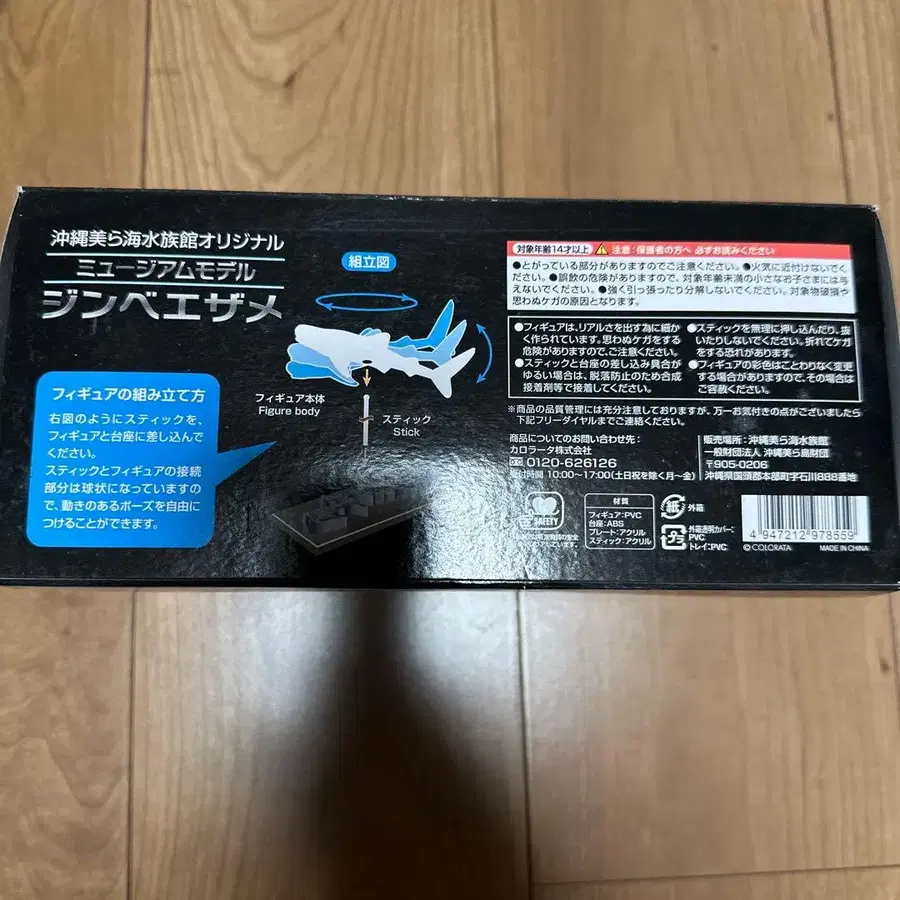 沖縄美ら海水族館オリジナル
ミュージアムモデル
ジンベエザメ
フィギュアの組み立て方
右図のようにスティックを、
フィギュアと台座に差し込んで
ください。
スティックとフィギュアの接続
部分は球状になっていますの
で、動きのあるポーズを自由に
つけることができます。
組立図
フィギュア本体
Figure body
スティック
Stick
対象年齢14才以上 注意:保護者の方へ 必ずお読みください
●とがっている部分がありますのでご注意ください。●火気に近付けないで
ください。●誤飲の危険がありますので、対象年齢未満の小さなお子さまには与
えないでください。●強く引っ張ったり分解しないでください。対象物破損や
思わぬケガの原因となります。
●フィギュアは、リアルさを出す為に細か
く作られています。思わぬケガをする
危険がありますので、ご注意ください。
●スティックと台座の差し込み具合が
ゆるい場合は、脱落防止のため合成
接着剤等で接着してください。
●スティックを無理に押し込んだり、抜
いたりしないでください。折れてケガ
をする恐れがあります。
●フィギュアの彩色はことわりなく変更
する場合がありますので、その場合は
ご容赦ください。
※商品の品質管理には充分注意しておりますが、万一お気付きの点がございましたら
下記フリーダイヤルまでご連絡ください。
商品についてのお問い合わせ先:
カロラータ株式会社
0120-626126
受付時間 10:00〜17:00(土日祝を除く月〜金)
販売場所:沖縄美ら海水族館
一般財団法人 沖縄美ら島財団
〒905-0206
沖縄県国頭郡本部町字石川888番地
SAFETY
材質
フィギュア:PVC
台座:ABS
プレート:アクリル
スティック:アクリル
紙
外箱
プラ
外箱透明カバー:
PVC
トレイ:PVC
4 947212 978559
© COLORATA
MADE IN CHINA